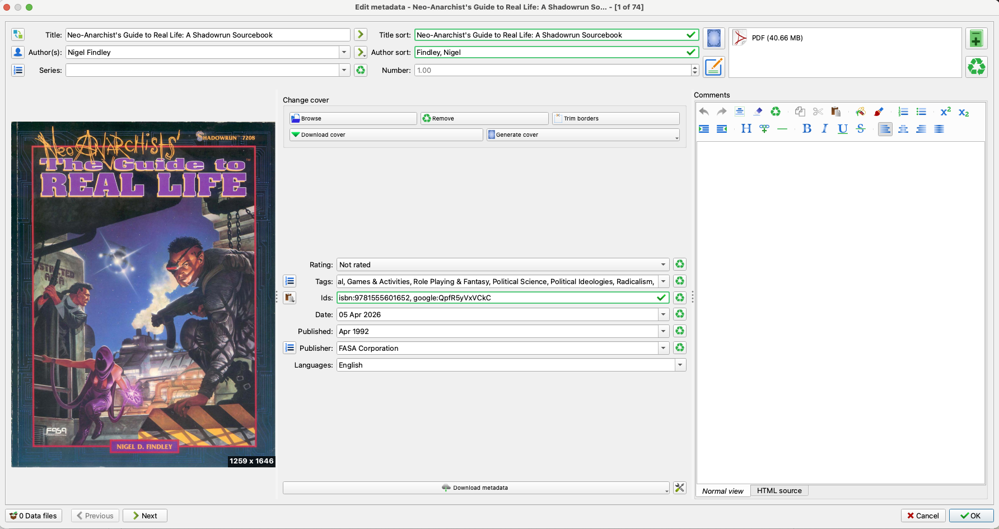 Edit metadata - Neo-Anarchist's Guide to Real Life: A Shadowrun So... - [1 of 74]
Title: Neo-Anarchist's Guide to Real Life: A Shadowrun Sourcebook
Title sort: Neo-Anarchist's Guide to Real Life: A Shadowrun Sourcebook
PDF (40.66 MB)
Author(s): Nigel Findley
Author sort: Findley, Nigel
Series:
Number: 1.00
Change cover
Browse
Remove
Trim borders
Download cover
Generate cover
Comments
H
B I U S
x² x₂
SHADOWRUN™ 7208
NEO ANARCHISTS'
The Guide to™
REAL LIFE
FASA
NIGEL D. FINDLEY
1259 x 1646
Rating: Not rated
Tags: al, Games & Activities, Role Playing & Fantasy, Political Science, Political Ideologies, Radicalism,
Ids: isbn:9781555601652, google:QpfR5yVxVCkC
Date: 05 Apr 2026
Published: Apr 1992
Publisher: FASA Corporation
Languages: English
Download metadata
Normal view
HTML source
0 Data files
Previous
Next
Cancel
OK